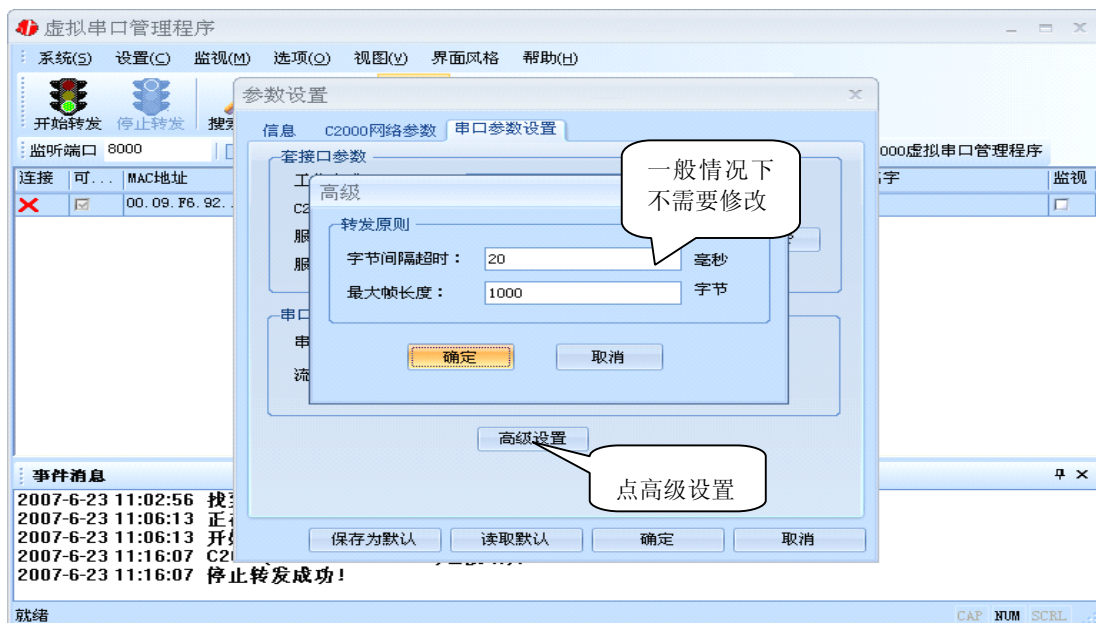 虚拟串口管理程序
系统(S) 设置(C) 监视(M) 选项(O) 视图(V) 界面风格 帮助(H)
开始转发 停止转发
监听端口 8000
000虚拟串口管理程序
连接 可... MAC地址 监视
00.09.F6.92.
参数设置
信息 C2000网络参数 串口参数设置
套接口参数
高级
转发原则
字节间隔超时： 20 毫秒
最大帧长度： 1000 字节
确定 取消
一般情况下
不需要修改
高级设置
点高级设置
保存为默认 读取默认 确定 取消
事件消息
2007-6-23 11:02:56
2007-6-23 11:06:13
2007-6-23 11:06:13
2007-6-23 11:16:07
2007-6-23 11:16:07 停止转发成功!
就绪
CAP NUM SCRL